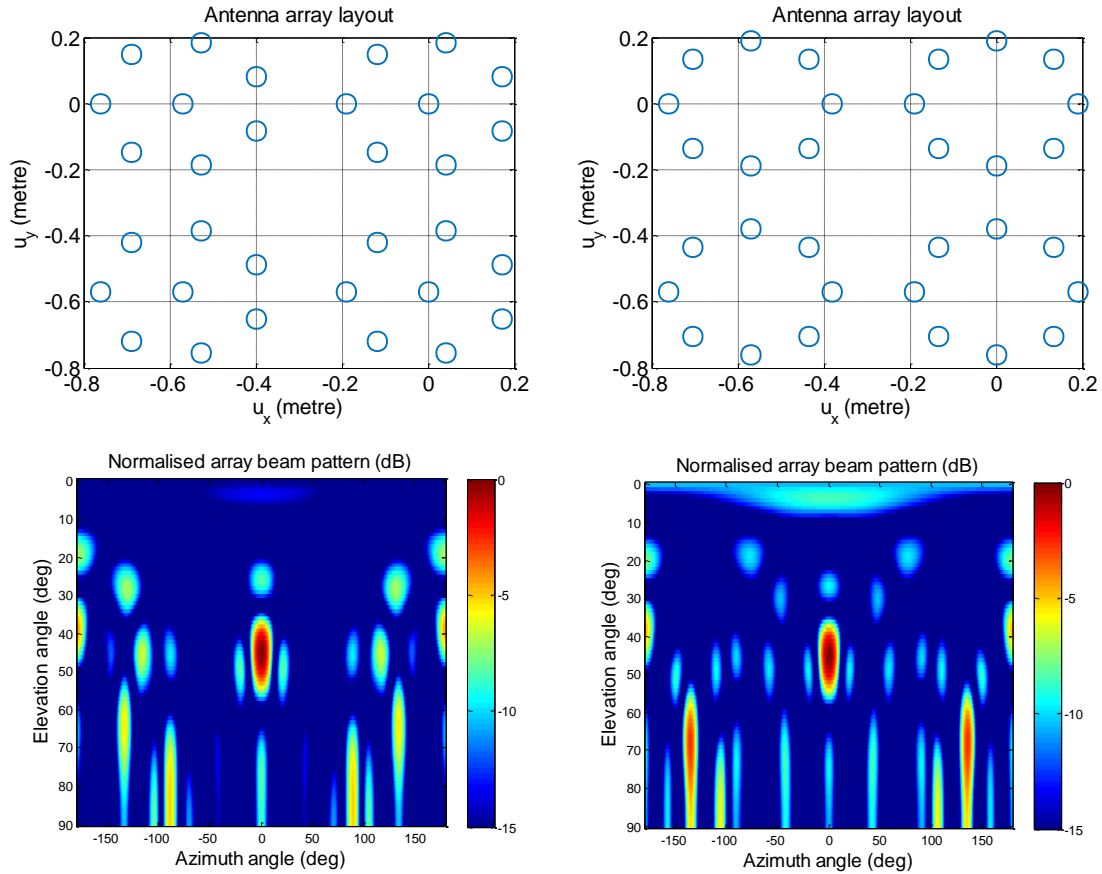 Antenna array layout
0.2
0
-0.2
-0.4
-0.6
-0.8
u_y (metre)
-0.8 -0.6 -0.4 -0.2 0 0.2
u_x (metre)
Antenna array layout
0.2
0
-0.2
-0.4
-0.6
-0.8
u_y (metre)
-0.8 -0.6 -0.4 -0.2 0 0.2
u_x (metre)
Normalised array beam pattern (dB)
0
10
20
30
40
50
60
70
80
90
Elevation angle (deg)
-150 -100 -50 0 50 100 150
Azimuth angle (deg)
0
-5
-10
-15
Normalised array beam pattern (dB)
0
10
20
30
40
50
60
70
80
90
Elevation angle (deg)
-150 -100 -50 0 50 100 150
Azimuth angle (deg)
0
-5
-10
-15